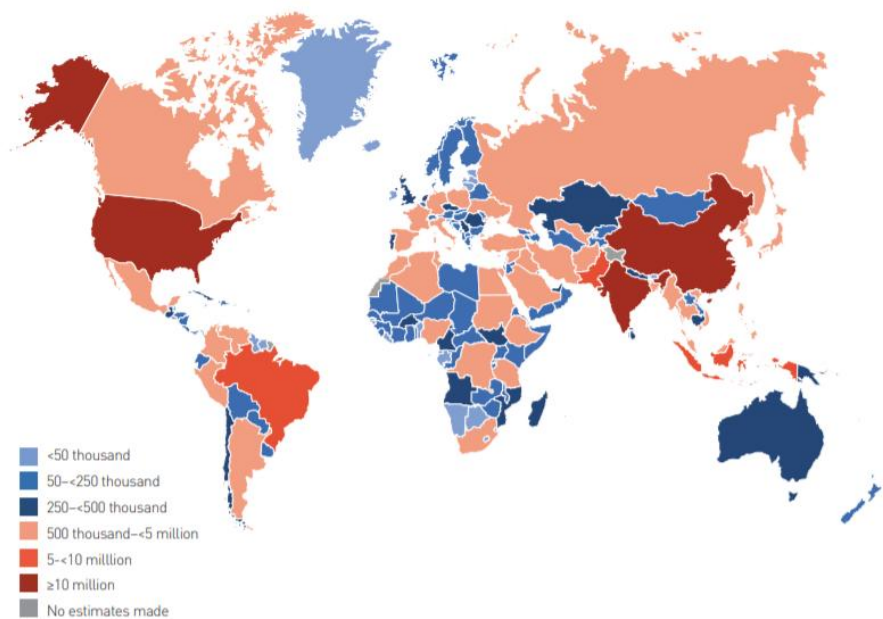 <50 thousand
50–<250 thousand
250–<500 thousand
500 thousand–<5 million
5-<10 milllion
≥10 million
No estimates made